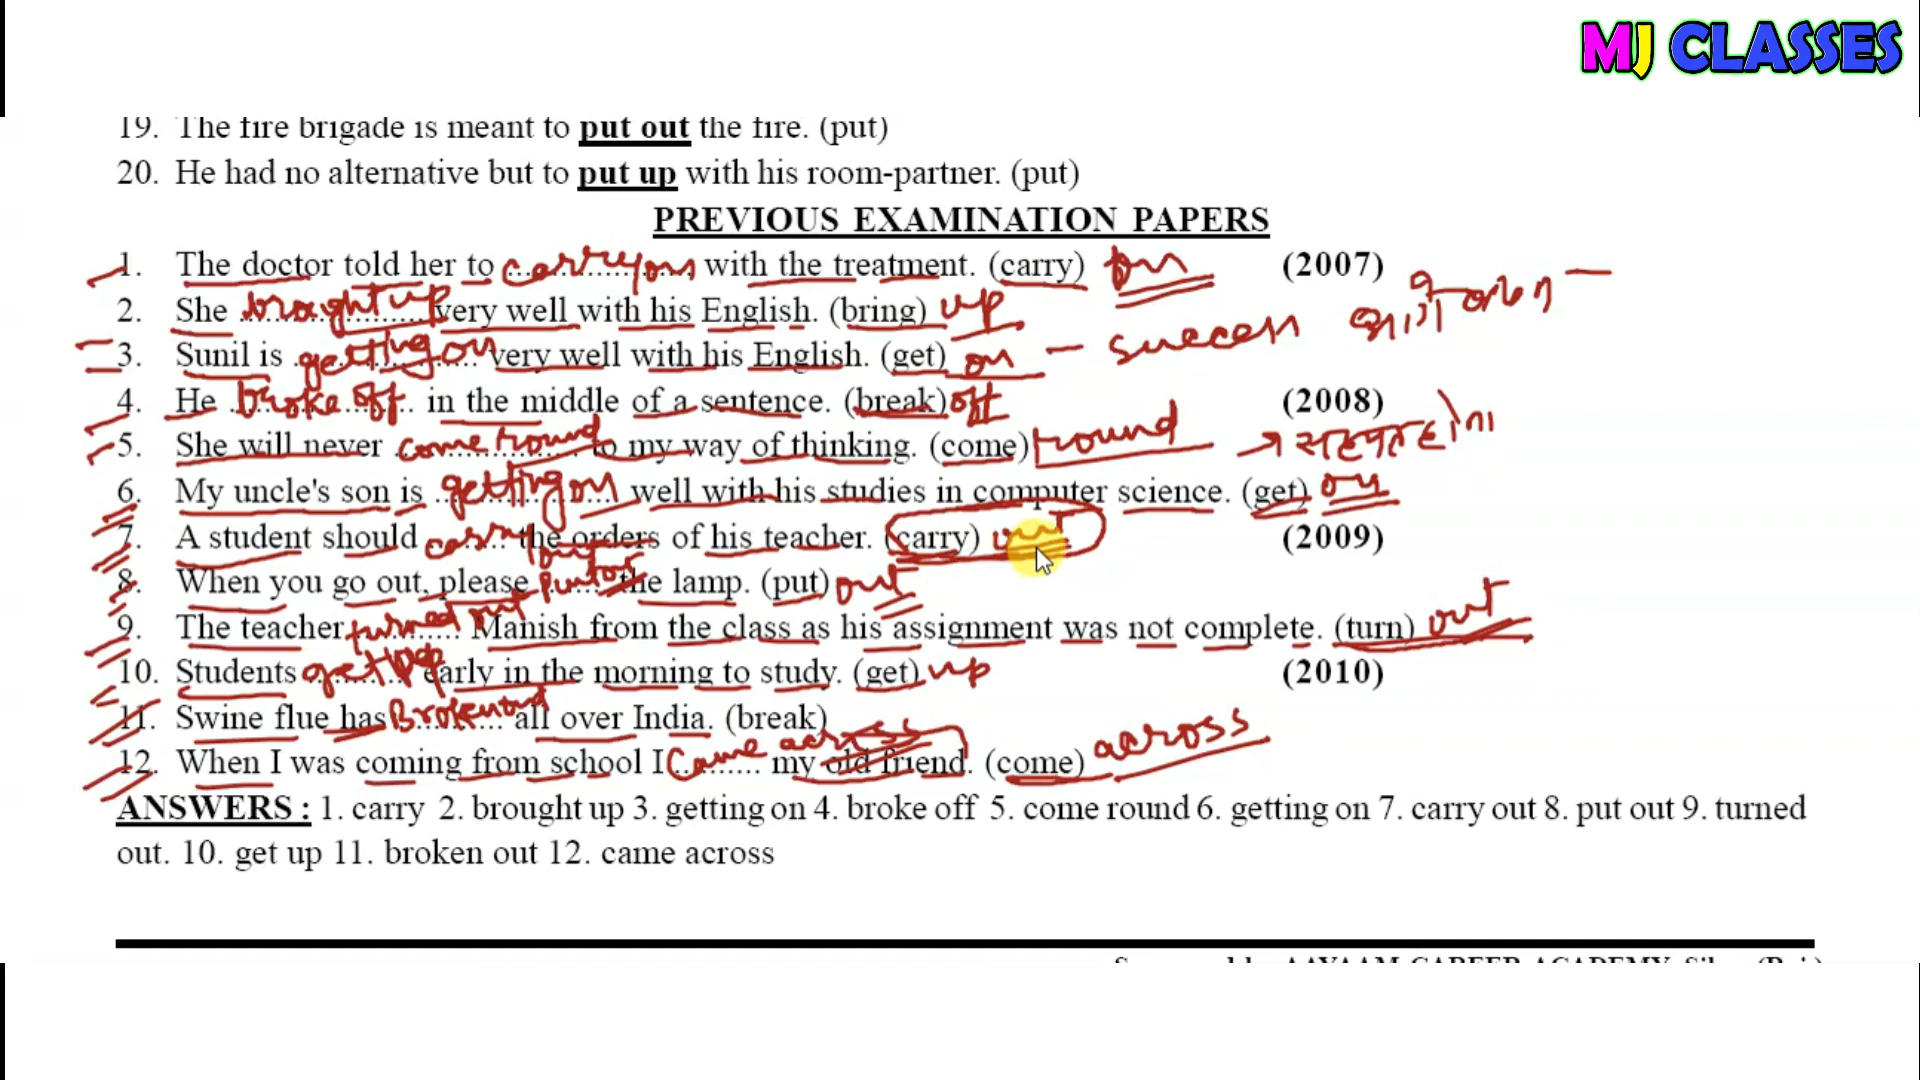 MJ CLASSES
19. The fire brigade is meant to put out the fire. (put)
20. He had no alternative but to put up with his room-partner. (put)
PREVIOUS EXAMINATION PAPERS
1. The doctor told her to carry on with the treatment. (carry) on (2007)
2. She brought up very well with his English. (bring) up
3. Sunil is getting on very well with his English. (get) on – success
4. He broke off in the middle of a sentence. (break) off (2008)
5. She will never come round to my way of thinking. (come) round → सहमत होना
6. My uncle's son is getting on well with his studies in computer science. (get) on
7. A student should carry out the orders of his teacher. (carry) out (2009)
8. When you go out, please put out the lamp. (put) out
9. The teacher turned out Manish from the class as his assignment was not complete. (turn) out
10. Students get up early in the morning to study. (get) up (2010)
11. Swine flue has Broken out all over India. (break)
12. When I was coming from school I Came across my old friend. (come) across
ANSWERS : 1. carry 2. brought up 3. getting on 4. broke off 5. come round 6. getting on 7. carry out 8. put out 9. turned
out. 10. get up 11. broken out 12. came across